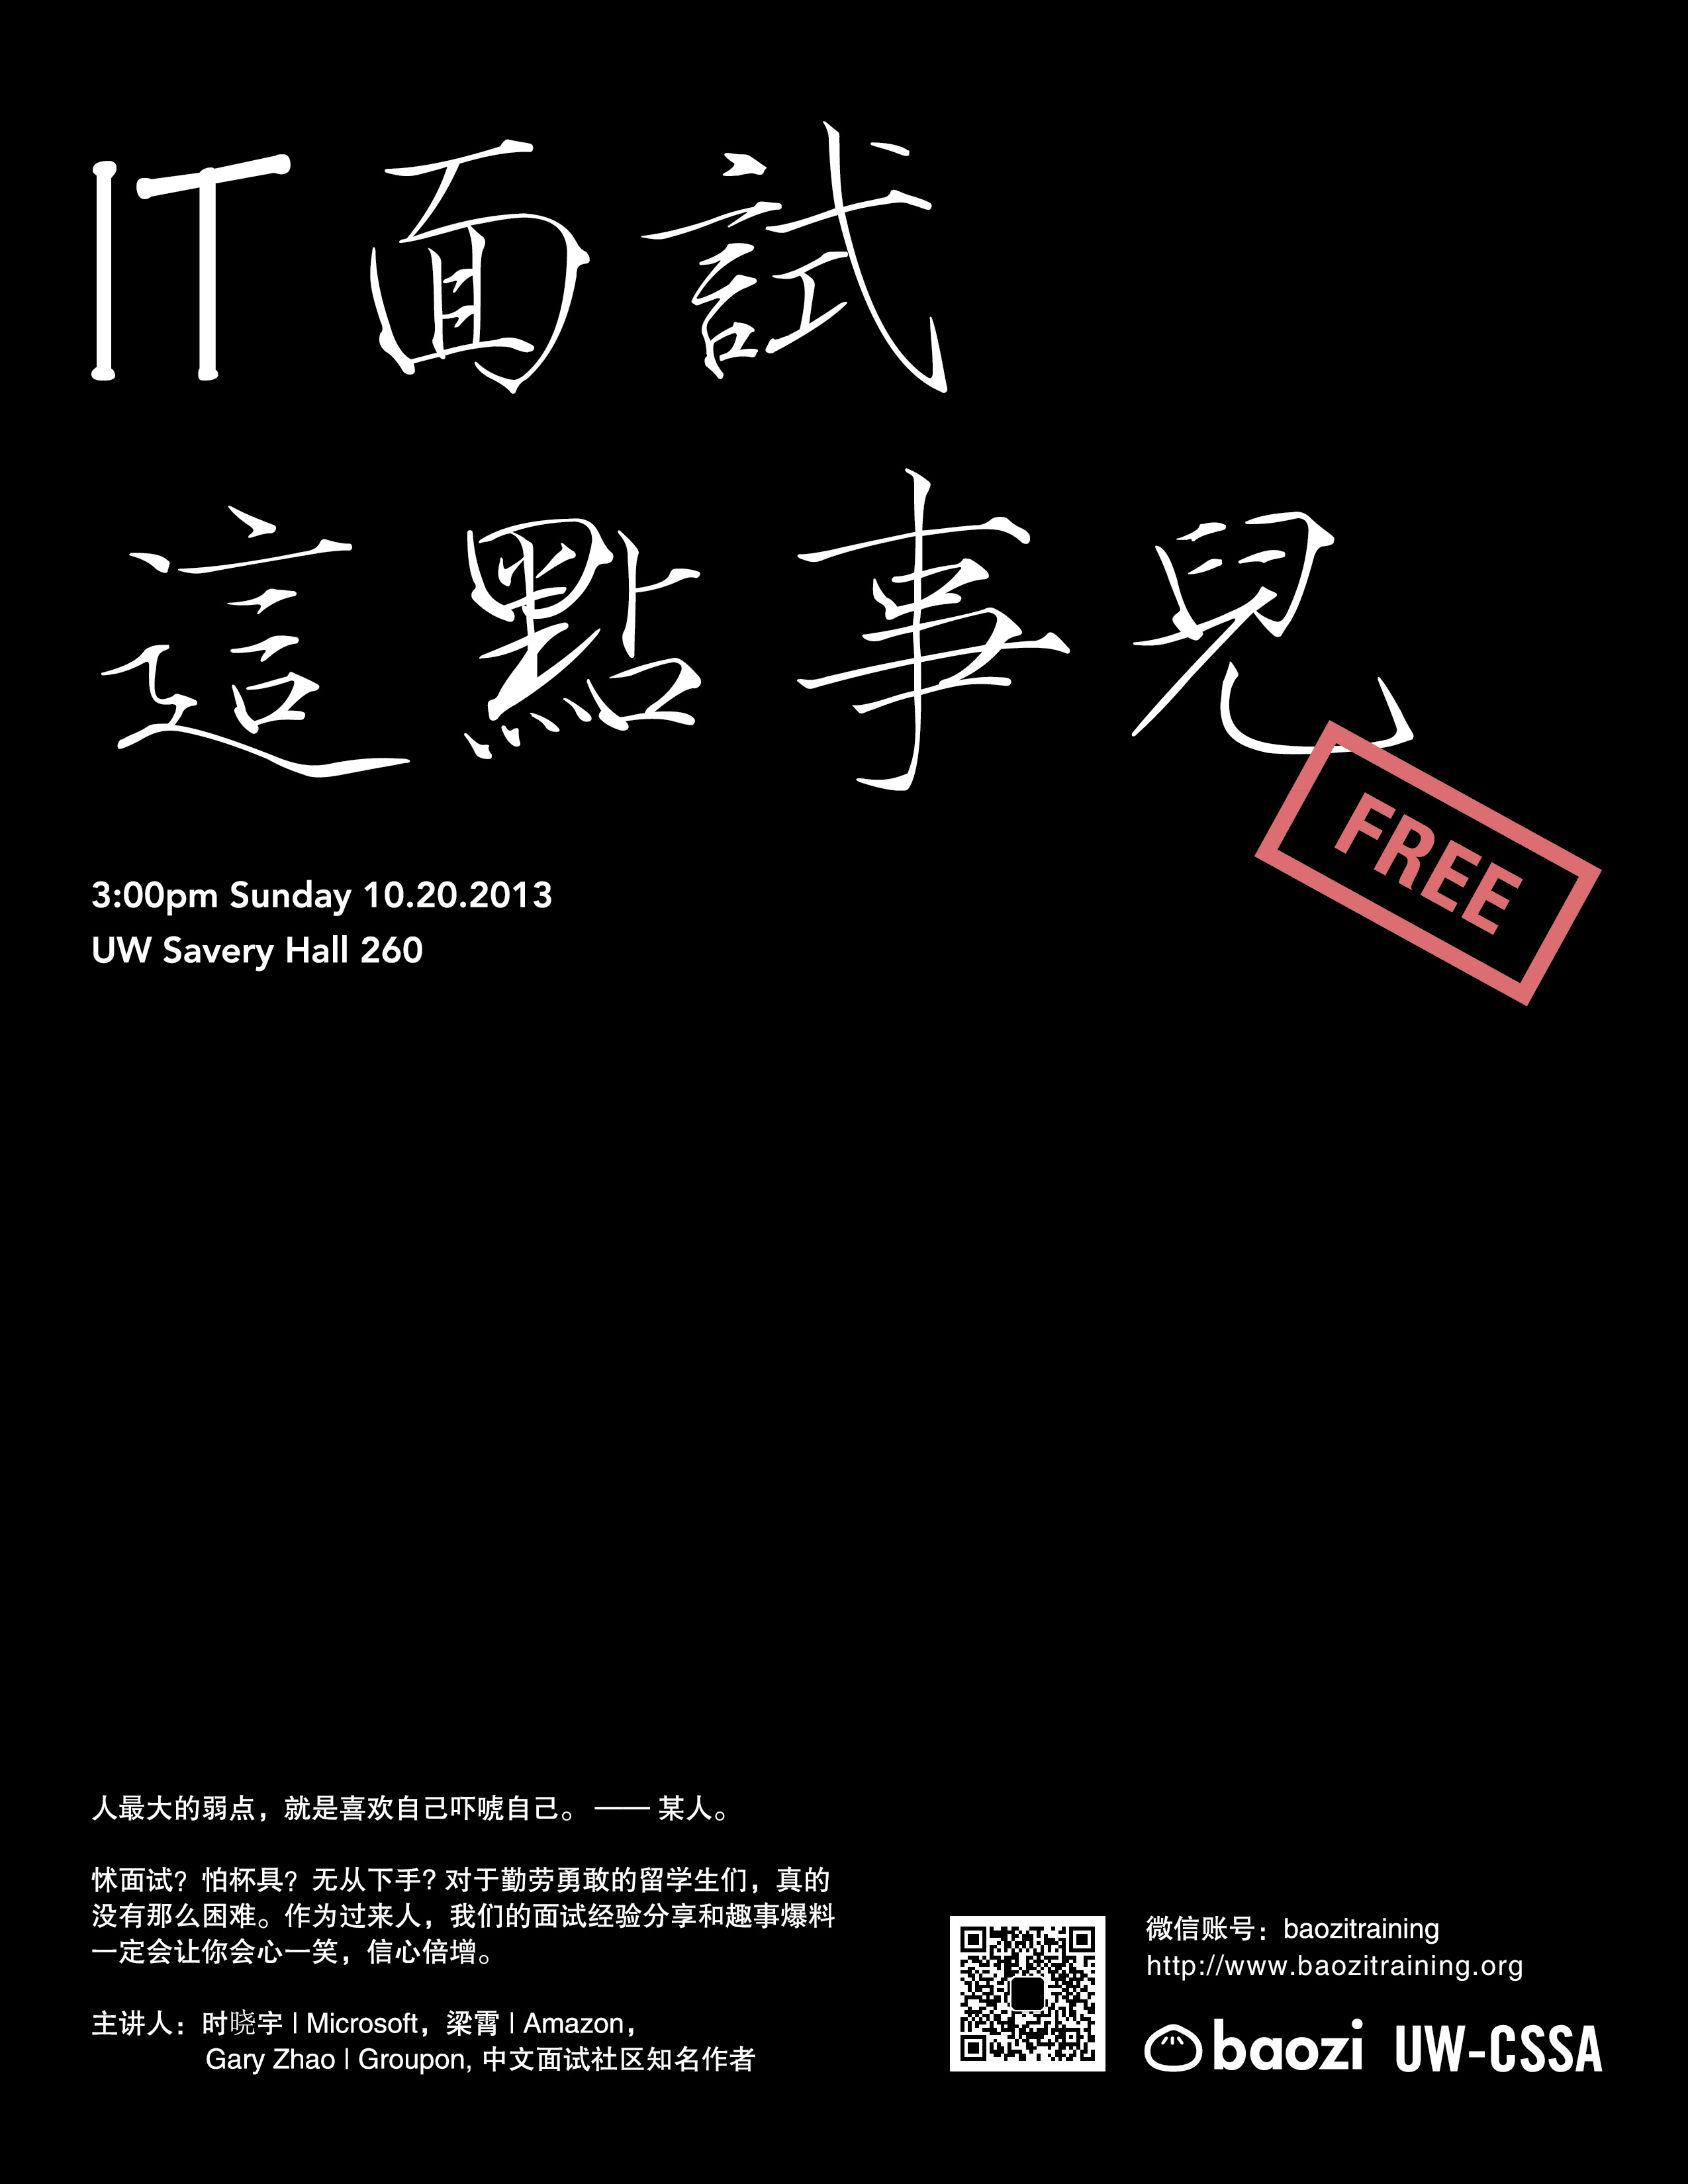 IT 面試
這點事兒
FREE
3:00pm Sunday 10.20.2013
UW Savery Hall 260
人最大的弱点，就是喜欢自己吓唬自己。 —— 某人。
怵面试？怕杯具？无从下手？对于勤劳勇敢的留学生们，真的
没有那么困难。作为过来人，我们的面试经验分享和趣事爆料
一定会让你会心一笑，信心倍增。
主讲人：时晓宇 | Microsoft，梁霄 | Amazon，
Gary Zhao | Groupon, 中文面试社区知名作者
微信账号：baozitraining
http://www.baozitraining.org
baozi UW-CSSA